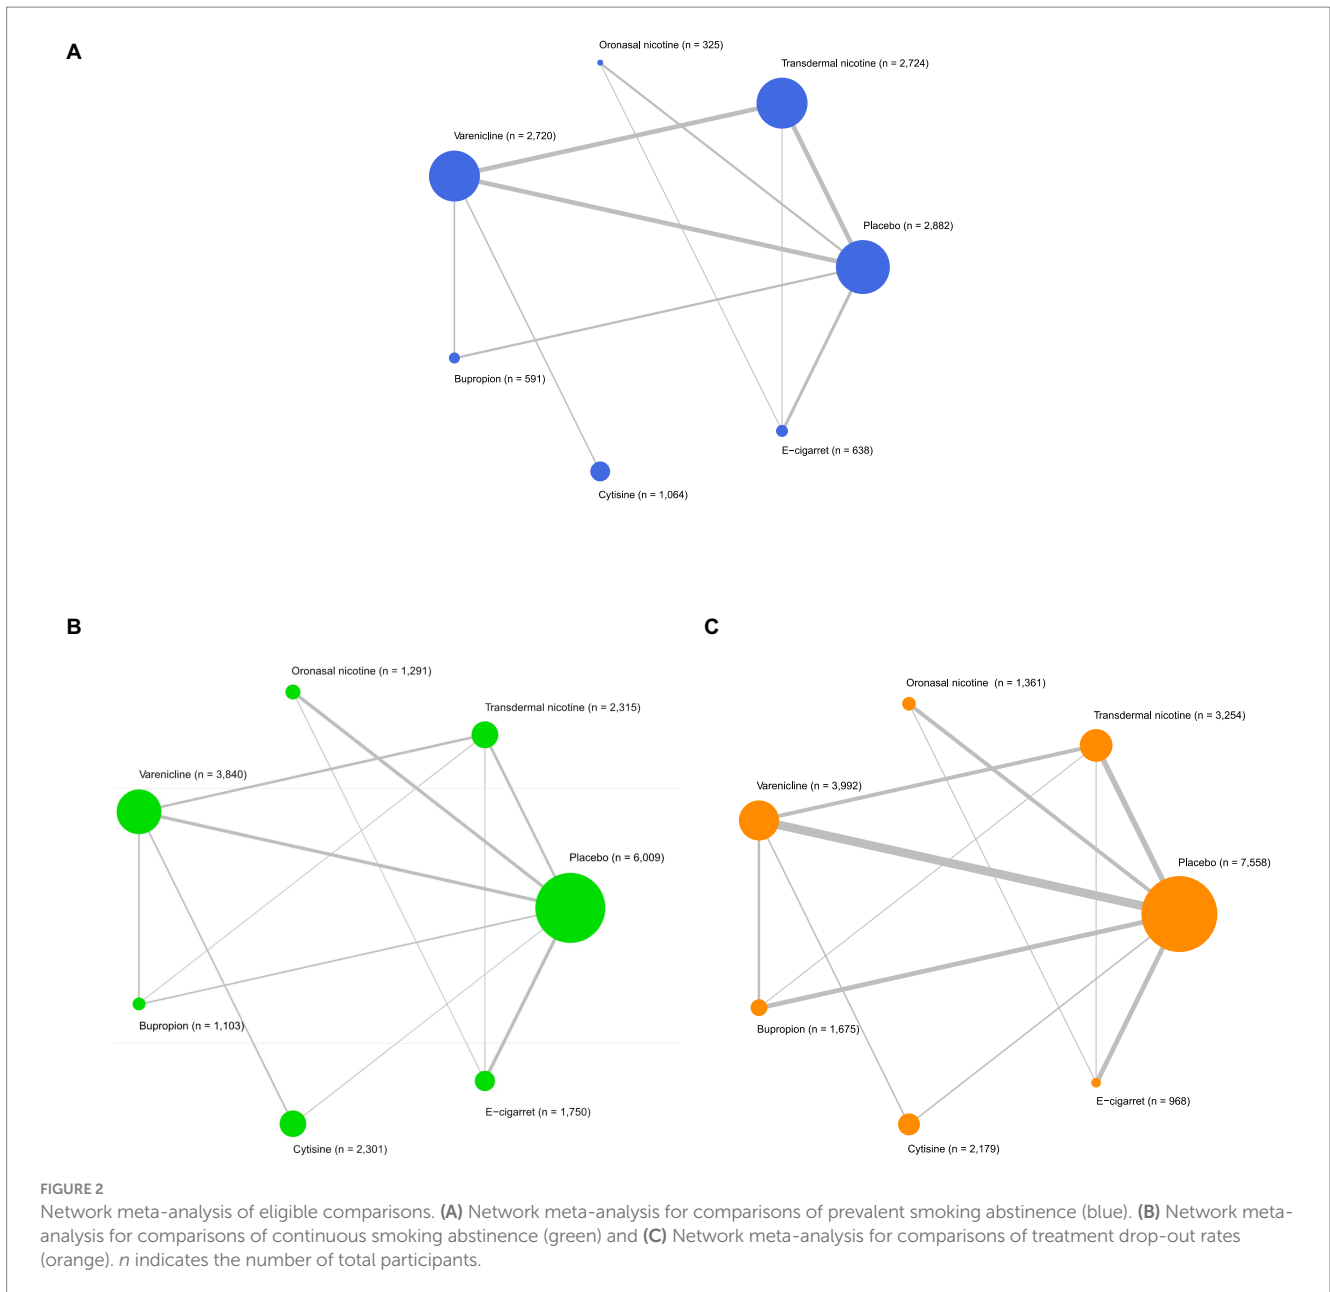 A
Oronasal nicotine (n = 325)
Transdermal nicotine (n = 2,724)
Varenicline (n = 2,720)
Placebo (n = 2,882)
Bupropion (n = 591)
E−cigarret (n = 638)
Cytisine (n = 1,064)
B
Oronasal nicotine (n = 1,291)
Transdermal nicotine (n = 2,315)
Varenicline (n = 3,840)
Placebo (n = 6,009)
Bupropion (n = 1,103)
E−cigarret (n = 1,750)
Cytisine (n = 2,301)
C
Oronasal nicotine (n = 1,361)
Transdermal nicotine (n = 3,254)
Varenicline (n = 3,992)
Placebo (n = 7,558)
Bupropion (n = 1,675)
E−cigarret (n = 968)
Cytisine (n = 2,179)
FIGURE 2
Network meta-analysis of eligible comparisons. (A) Network meta-analysis for comparisons of prevalent smoking abstinence (blue). (B) Network meta-
analysis for comparisons of continuous smoking abstinence (green) and (C) Network meta-analysis for comparisons of treatment drop-out rates
(orange). n indicates the number of total participants.